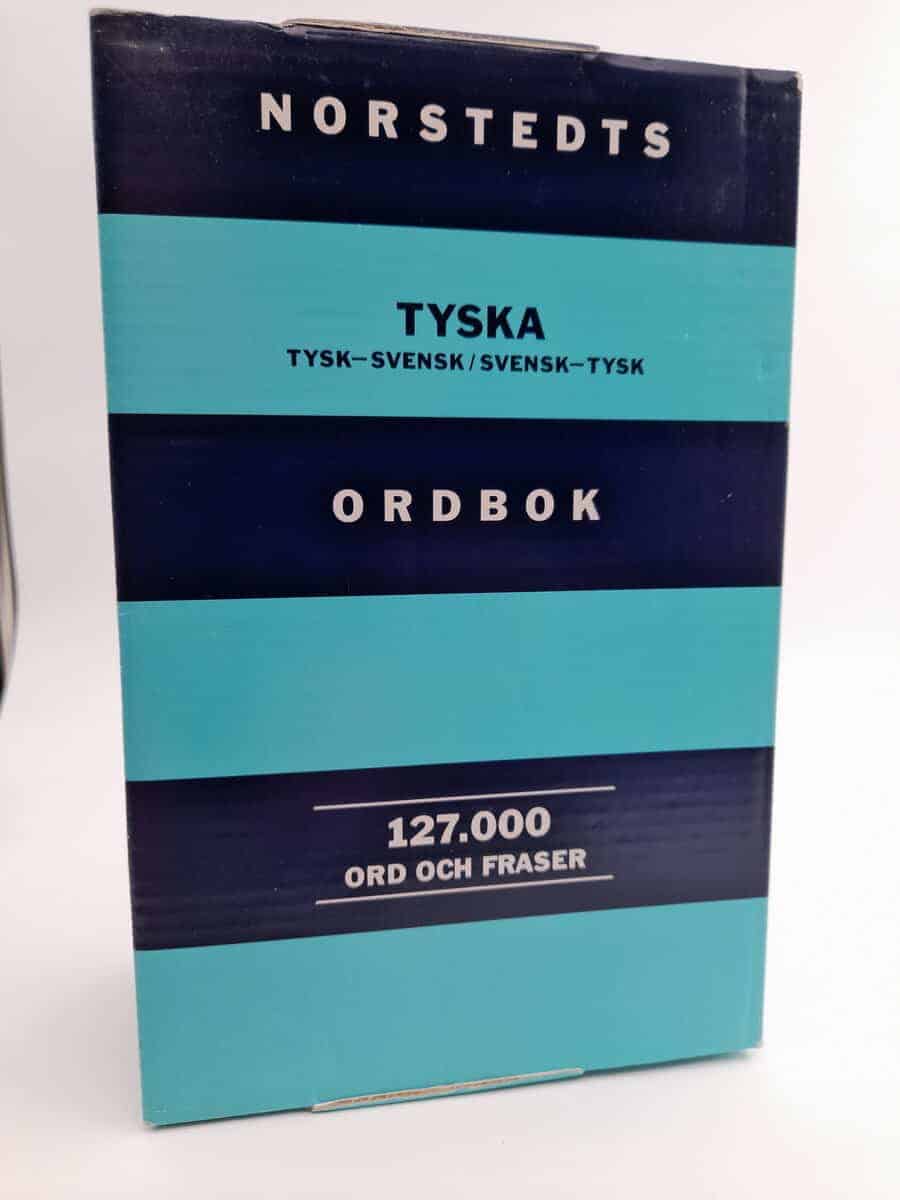 NORSTEDTS
TYSKA
TYSK–SVENSK/SVENSK–TYSK
ORDBOK
127.000
ORD OCH FRASER